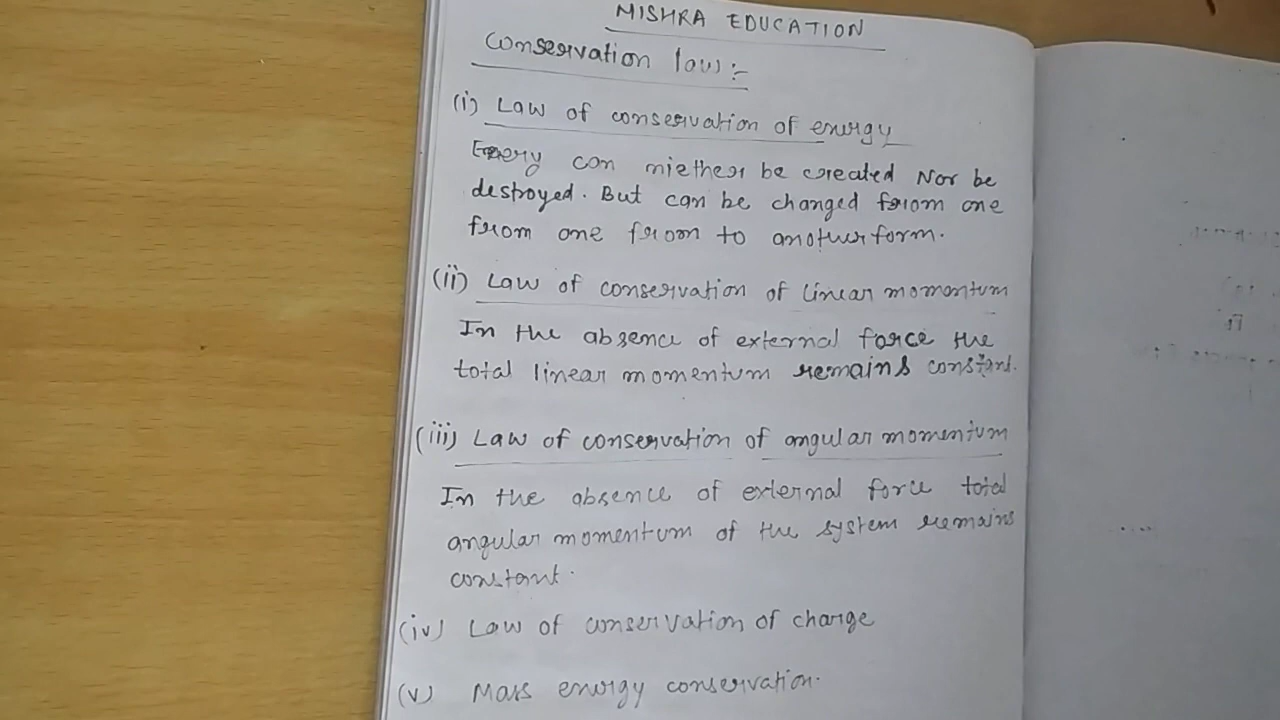 MISHRA EDUCATION
Conservation law :-
(i) Law of conservation of energy
Enery can niether be created Nor be
destroyed. But can be changed from one
from one from to another form.
(ii) Law of conservation of linear momentum
In the absence of external force the
total linear momentum remains constant.
(iii) Law of conservation of angular momentum
In the absence of external force total
angular momentum of the system remains
constant.
(iv) Law of conservation of charge
(v) Mass energy conservation.